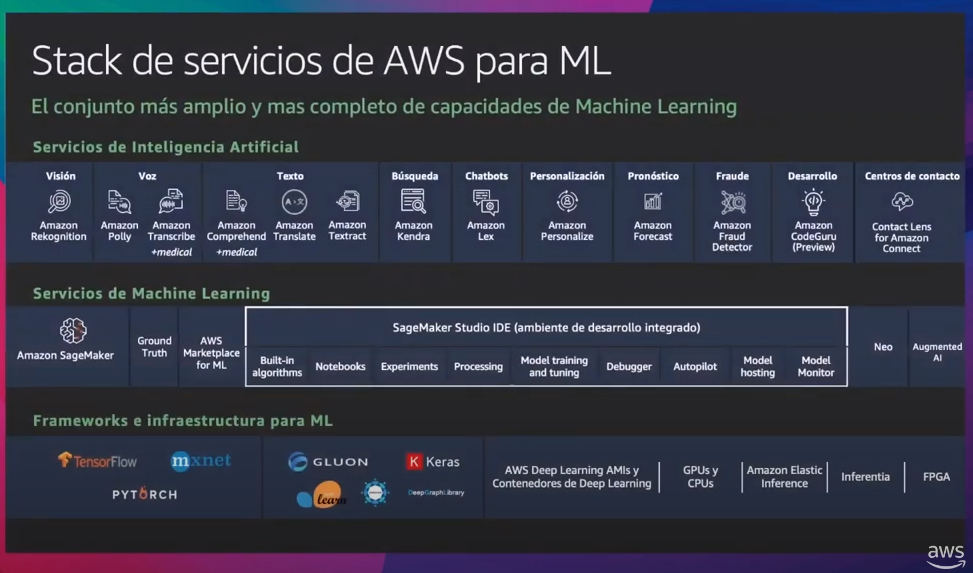 Stack de servicios de AWS para ML
El conjunto más amplio y mas completo de capacidades de Machine Learning
Servicios de Inteligencia Artificial
Visión
Voz
Texto
Búsqueda
Chatbots
Personalización
Pronóstico
Fraude
Desarrollo
Centros de contacto
Amazon
Rekognition
Amazon
Polly
Amazon
Transcribe
+medical
Amazon
Comprehend
+medical
Amazon
Translate
Amazon
Textract
Amazon
Kendra
Amazon
Lex
Amazon
Personalize
Amazon
Forecast
Amazon
Fraud
Detector
Amazon
CodeGuru
(Preview)
Contact Lens
for Amazon
Connect
Servicios de Machine Learning
Amazon SageMaker
Ground
Truth
AWS
Marketplace
for ML
SageMaker Studio IDE (ambiente de desarrollo integrado)
Built-in
algorithms
Notebooks
Experiments
Processing
Model training
and tuning
Debugger
Autopilot
Model
hosting
Model
Monitor
Neo
Augmented
AI
Frameworks e infraestructura para ML
TensorFlow
mxnet
PYTORCH
GLUON
K Keras
learn
DeepGraphLibrary
AWS Deep Learning AMIs y
Contenedores de Deep Learning
GPUs y
CPUs
Amazon Elastic
Inference
Inferentia
FPGA
aws